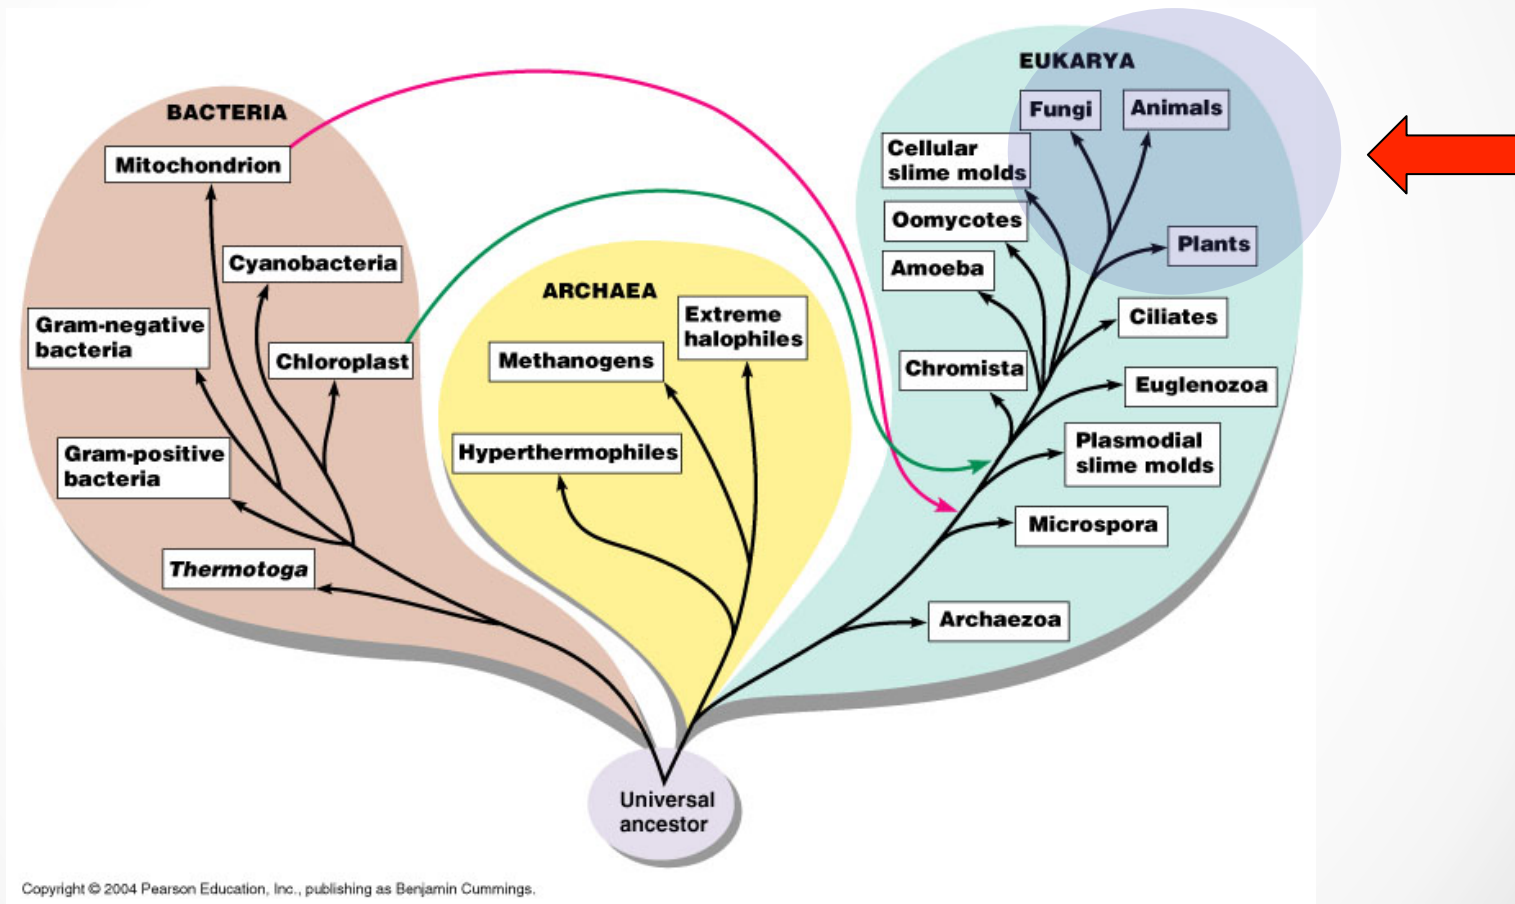 BACTERIA
Mitochondrion
Cyanobacteria
Gram-negative
bacteria
Chloroplast
Gram-positive
bacteria
Thermotoga
ARCHAEA
Extreme
halophiles
Methanogens
Hyperthermophiles
EUKARYA
Fungi
Animals
Cellular
slime molds
Oomycotes
Plants
Amoeba
Ciliates
Chromista
Euglenozoa
Plasmodial
slime molds
Microspora
Archaezoa
Universal
ancestor
Copyright © 2004 Pearson Education, Inc., publishing as Benjamin Cummings.